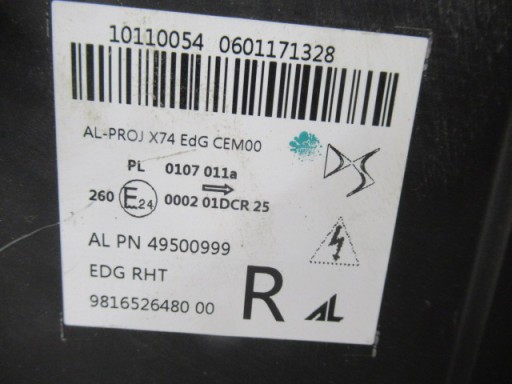 10110054 0601171328
AL-PROJ X74 EdG CEM00
PL 0107 011a
260 E24 0002 01DCR 25
AL PN 49500999
EDG RHT
9816526480 00
R AL
DS